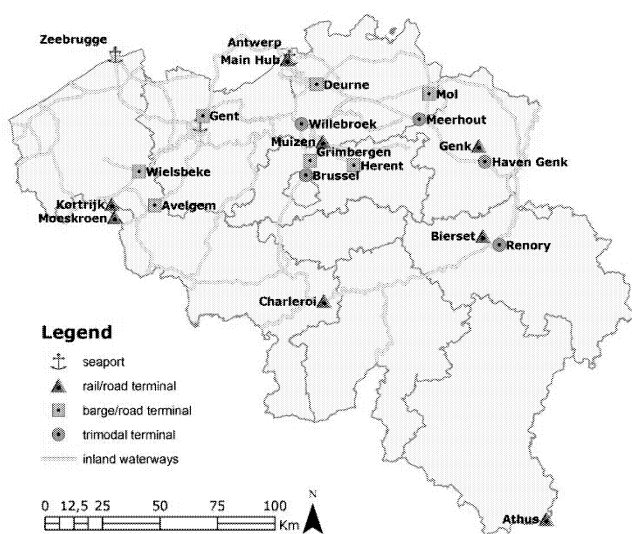 Zeebrugge
Antwerp
Main Hub
Deurne
Mol
Gent
Willebroek
Meerhout
Muizen
Genk
Grimbergen
Herent
Haven Genk
Wielsbeke
Brussel
Kortrijk
Avelgem
Moeskroen
Bierset
Renory
Charleroi
Legend
seaport
rail/road terminal
barge/road terminal
trimodal terminal
inland waterways
N
0 12,5 25 50 75 100
Km
Athus